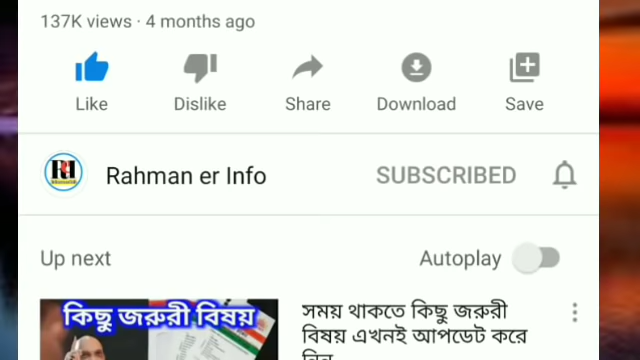 137K views · 4 months ago
Like Dislike Share Download Save
Rahman er Info SUBSCRIBED
Up next Autoplay
কিছু জরুরী বিষয়
সময় থাকতে কিছু জরুরী
বিষয় এখনই আপডেট করে
নিন